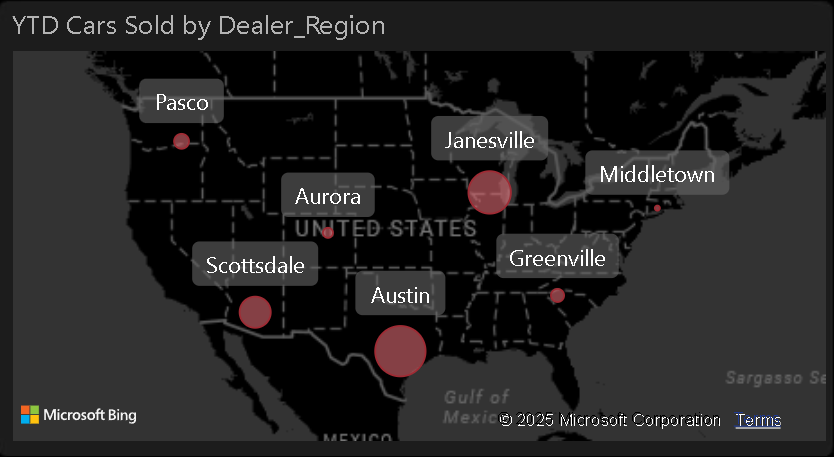 YTD Cars Sold by Dealer_Region
Pasco
Janesville
Middletown
Aurora
UNITED STATES
Greenville
Scottsdale
Austin
Sargasso Se
Gulf of
Mexico
Microsoft Bing
© 2025 Microsoft Corporation Terms
MEXICO